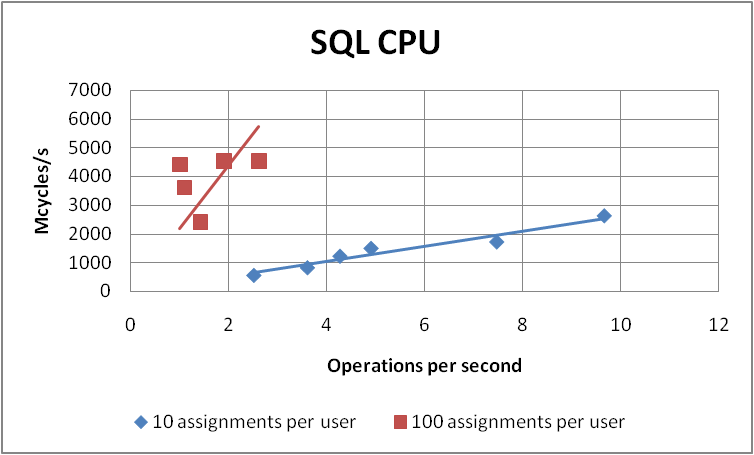 SQL CPU
7000
6000
5000
4000
3000
2000
1000
0
Mcycles/s
0 2 4 6 8 10 12
Operations per second
10 assignments per user 100 assignments per user